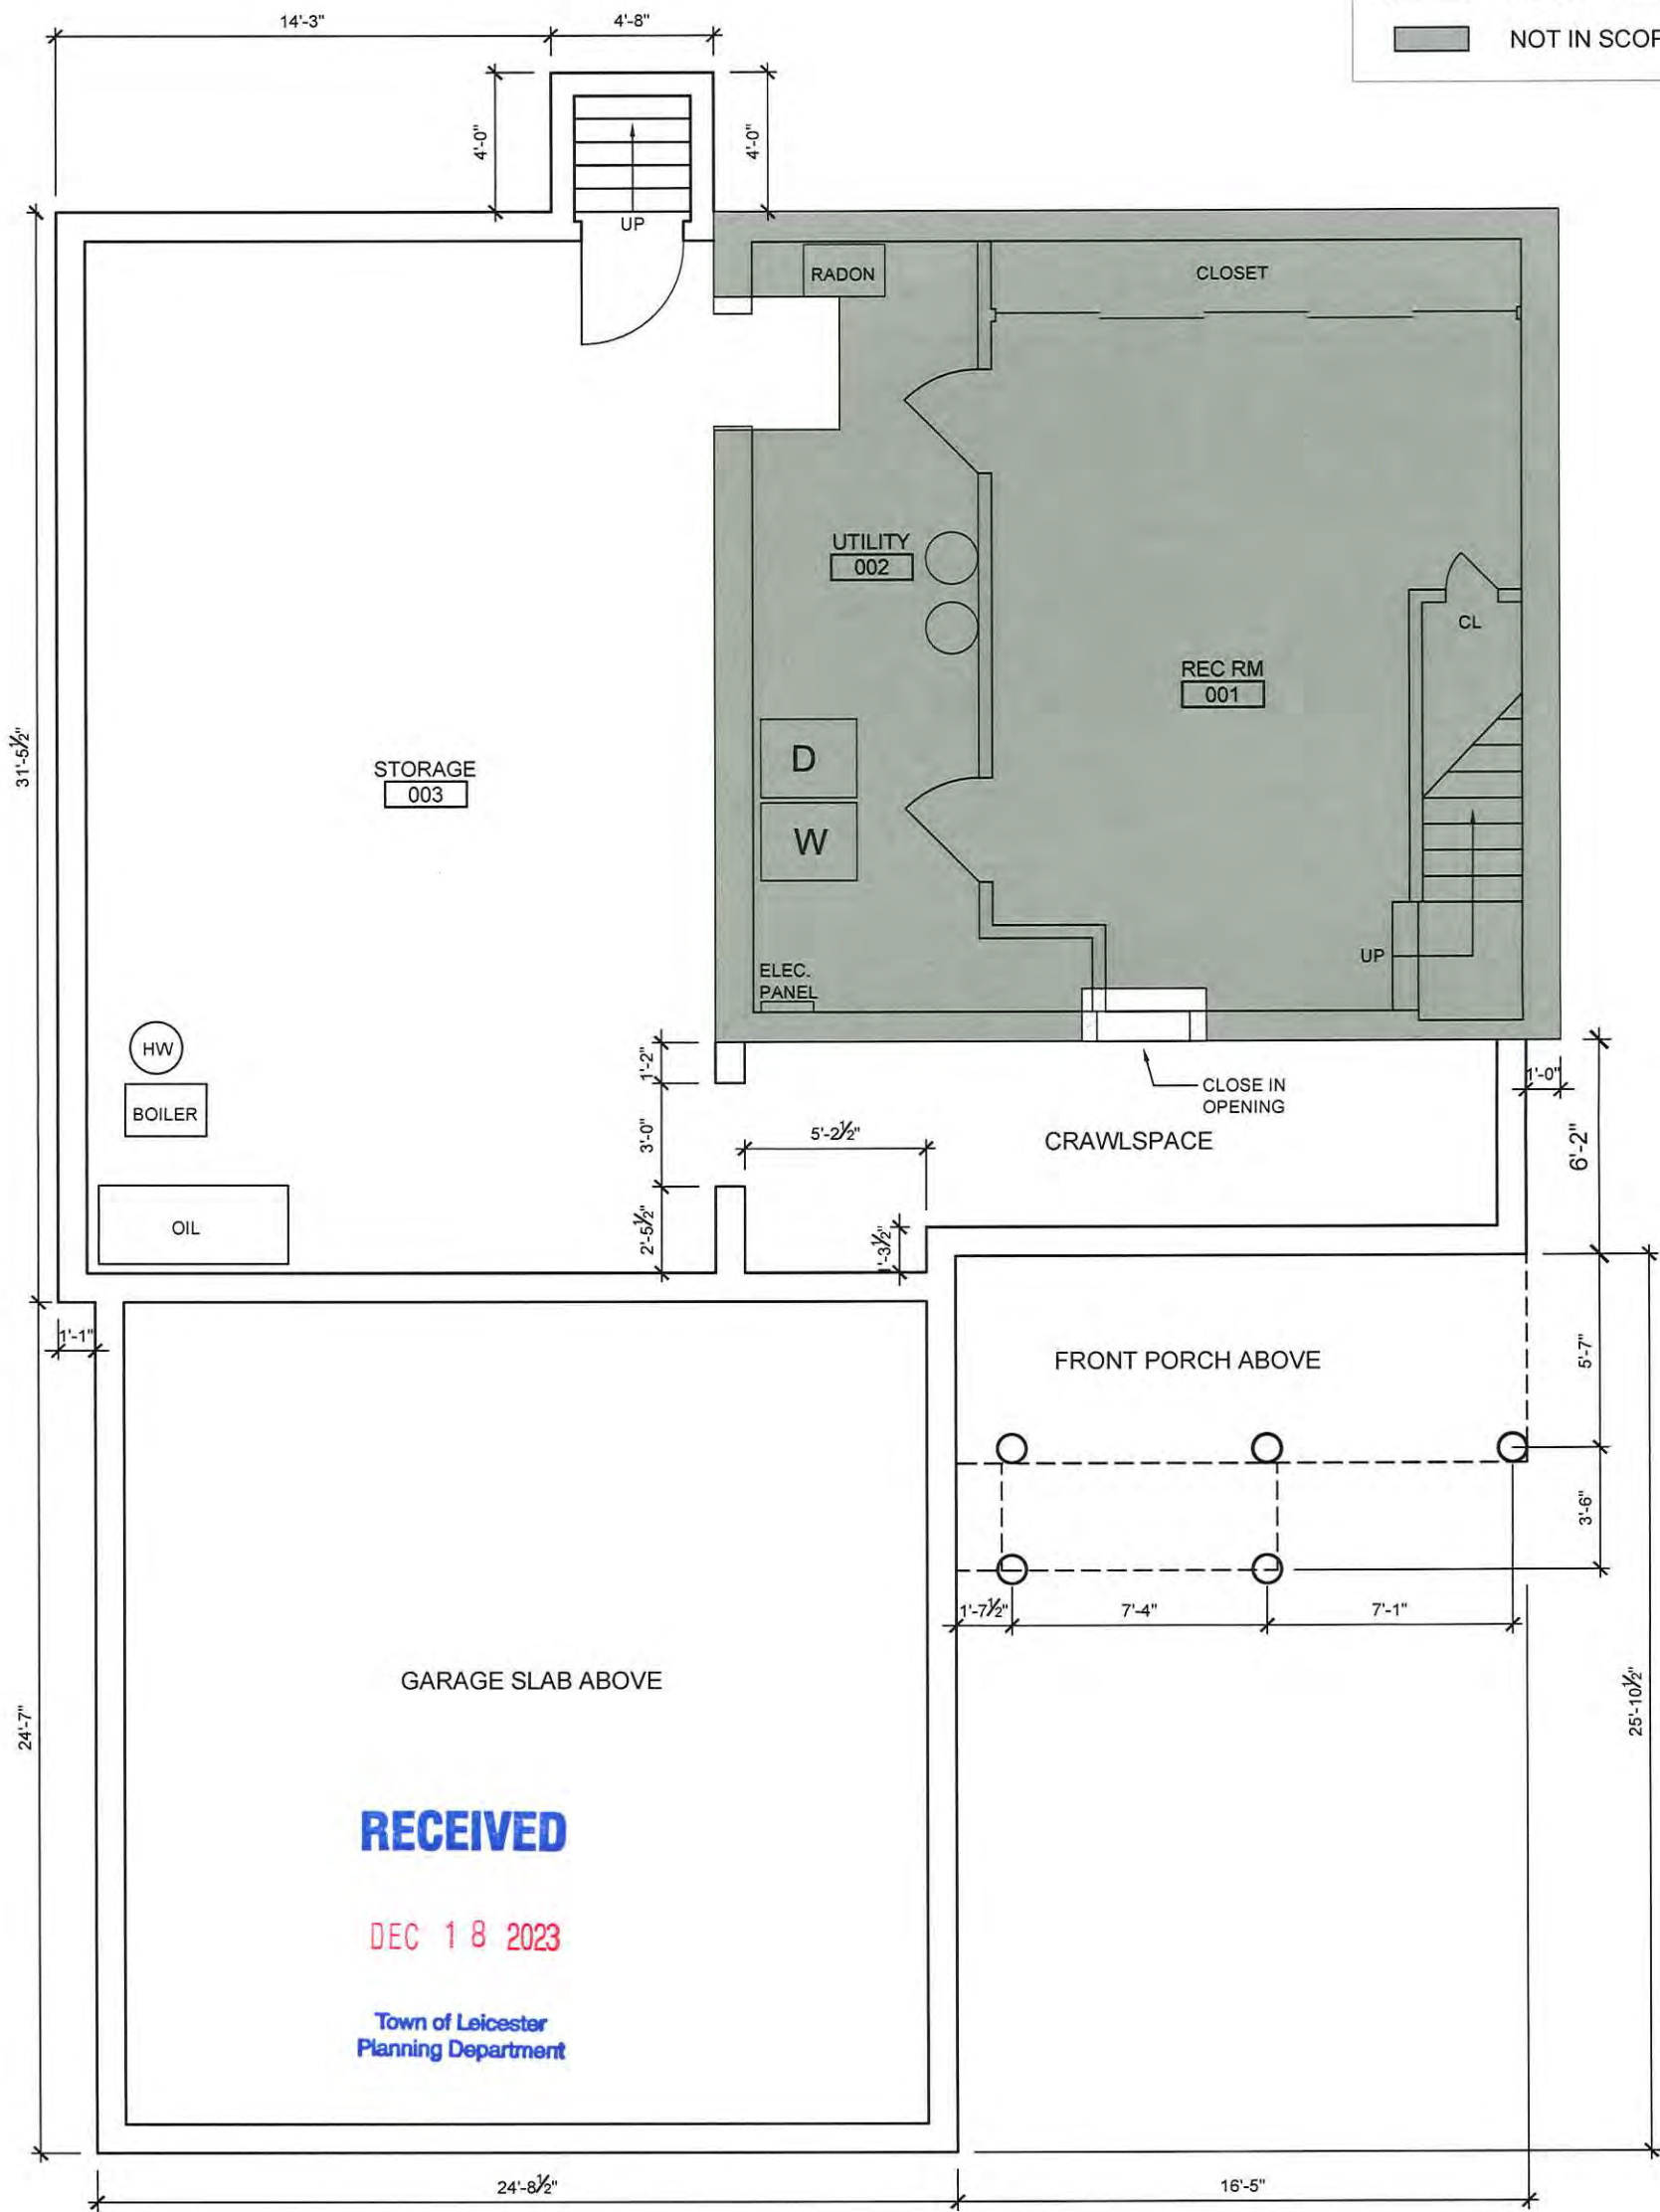 14'-3"
4'-8"
NOT IN SCOP
4'-0"
4'-0"
UP
RADON
CLOSET
UTILITY
002
CL
REC RM
001
31'-5½"
STORAGE
003
D
W
UP
ELEC.
PANEL
HW
1'-2"
1'-0"
CLOSE IN
OPENING
BOILER
3'-0"
5'-2½"
CRAWLSPACE
6'-2"
OIL
2'-5½"
1'-3½"
1'-1"
FRONT PORCH ABOVE
5'-7"
3'-6"
1'-7½"
7'-4"
7'-1"
GARAGE SLAB ABOVE
24'-7"
25'-10½"
RECEIVED
DEC 18 2023
Town of Leicester
Planning Department
24'-8½"
16'-5"